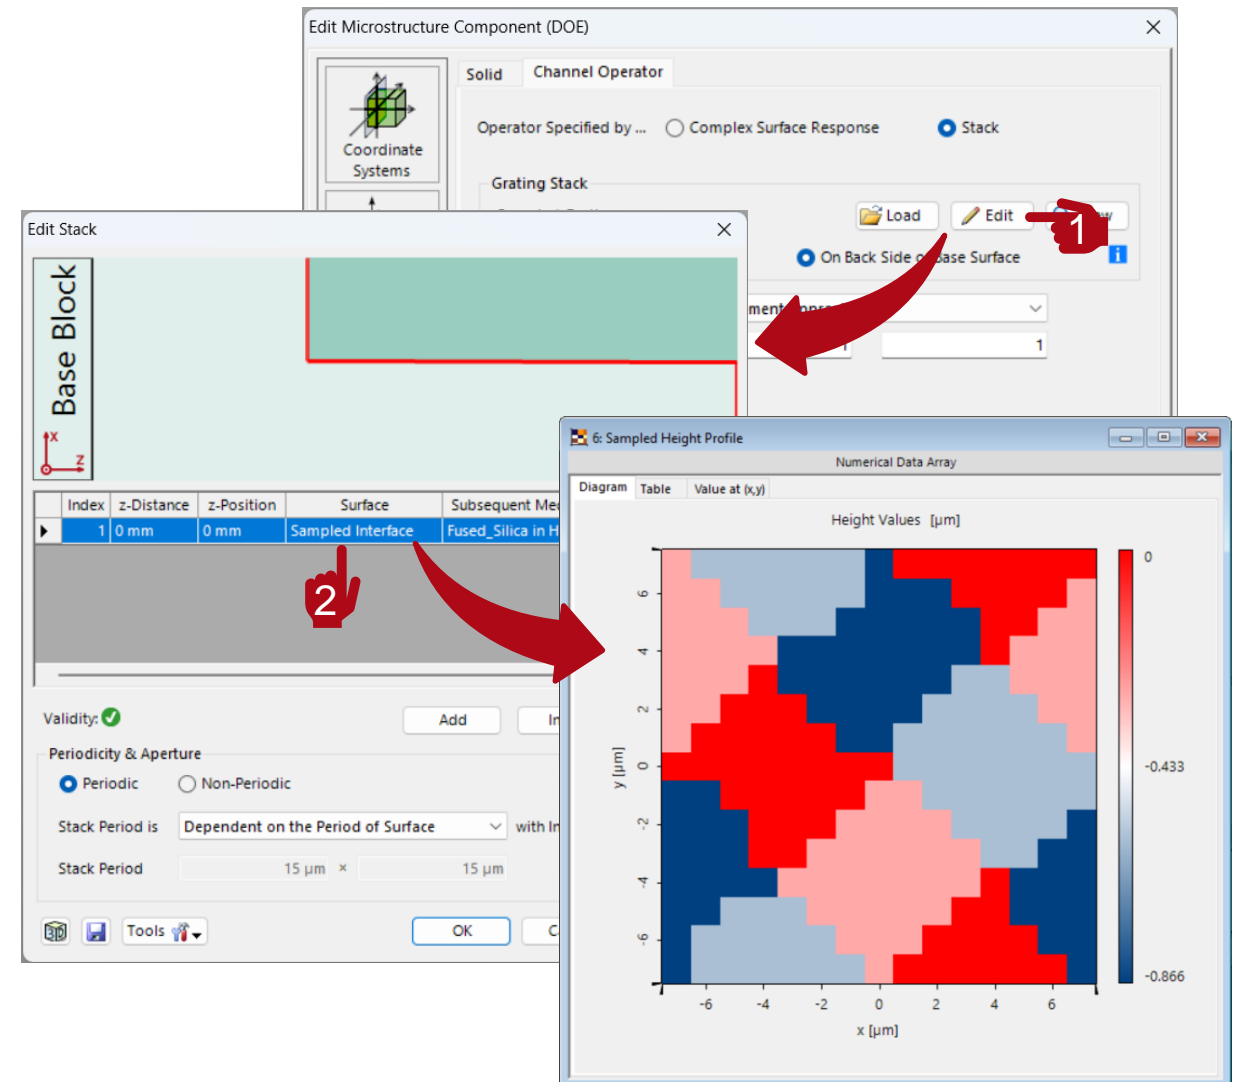 Edit Microstructure Component (DOE)
Solid
Channel Operator
Coordinate
Systems
Operator Specified by ...
Complex Surface Response
Stack
Grating Stack
Load
Edit
1
On Back Side
Base Surface
1
Edit Stack
Base Block
X
Z
Index z-Distance z-Position Surface
1 0 mm 0 mm Sampled Interface Fused_Silica in H
2
Validity:
Add
Periodicity & Aperture
Periodic
Non-Periodic
Stack Period is
Dependent on the Period of Surface
with
Stack Period
15 µm × 15 µm
3D
Tools
OK
6: Sampled Height Profile
Numerical Data Array
Diagram
Table
Value at (x,y)
Height Values [µm]
0
-0.433
-0.866
6
4
2
0
-2
-4
-6
y [µm]
-6 -4 -2 0 2 4 6
x [µm]